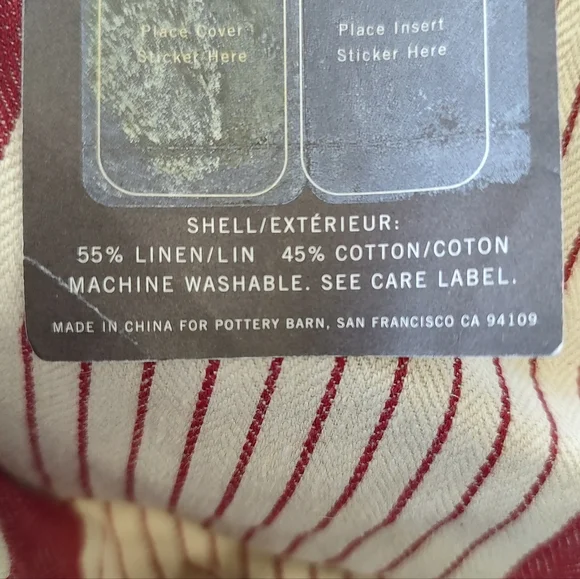 Place Cover
Sticker Here
Place Insert
Sticker Here
SHELL/EXTÉRIEUR:
55% LINEN/LIN 45% COTTON/COTON
MACHINE WASHABLE. SEE CARE LABEL.
MADE IN CHINA FOR POTTERY BARN, SAN FRANCISCO CA 94109